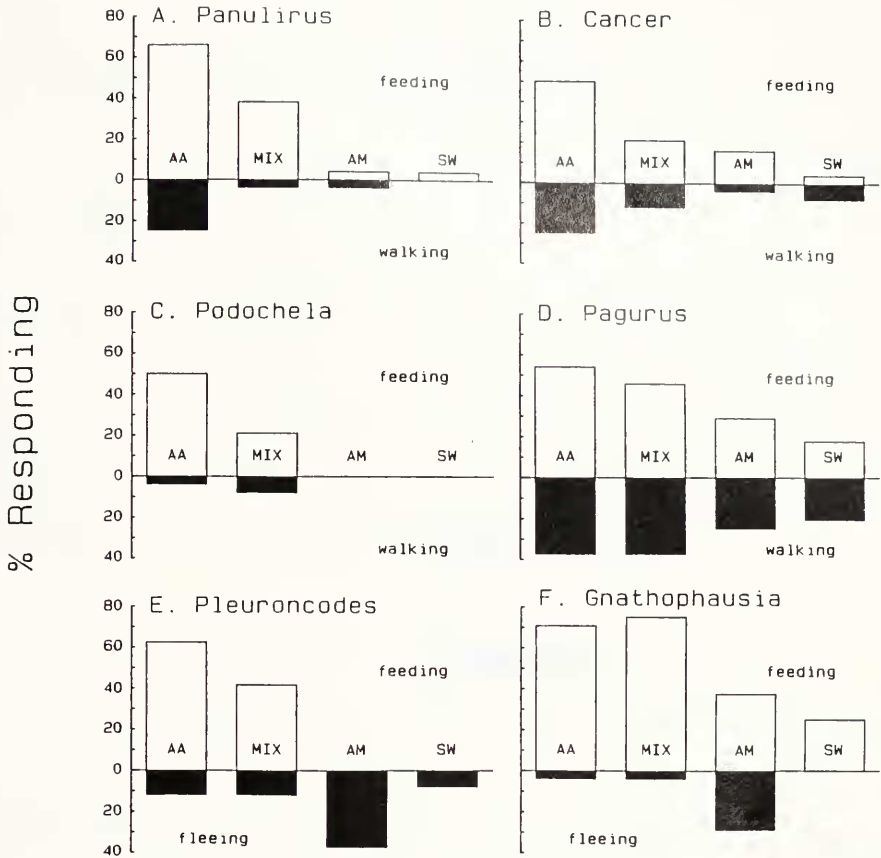 % Responding
A. Panulirus
80
60
40
20
0
20
40
feeding
AA MIX AM SW
walking
B. Cancer
feeding
AA MIX AM SW
walking
C. Podochela
80
60
40
20
0
20
40
feeding
AA MIX AM SW
walking
D. Pagurus
feeding
AA MIX AM SW
walking
E. Pleuroncodes
80
60
40
20
0
20
40
feeding
AA MIX AM SW
fleeing
F. Gnathophausia
feeding
AA MIX AM SW
fleeing